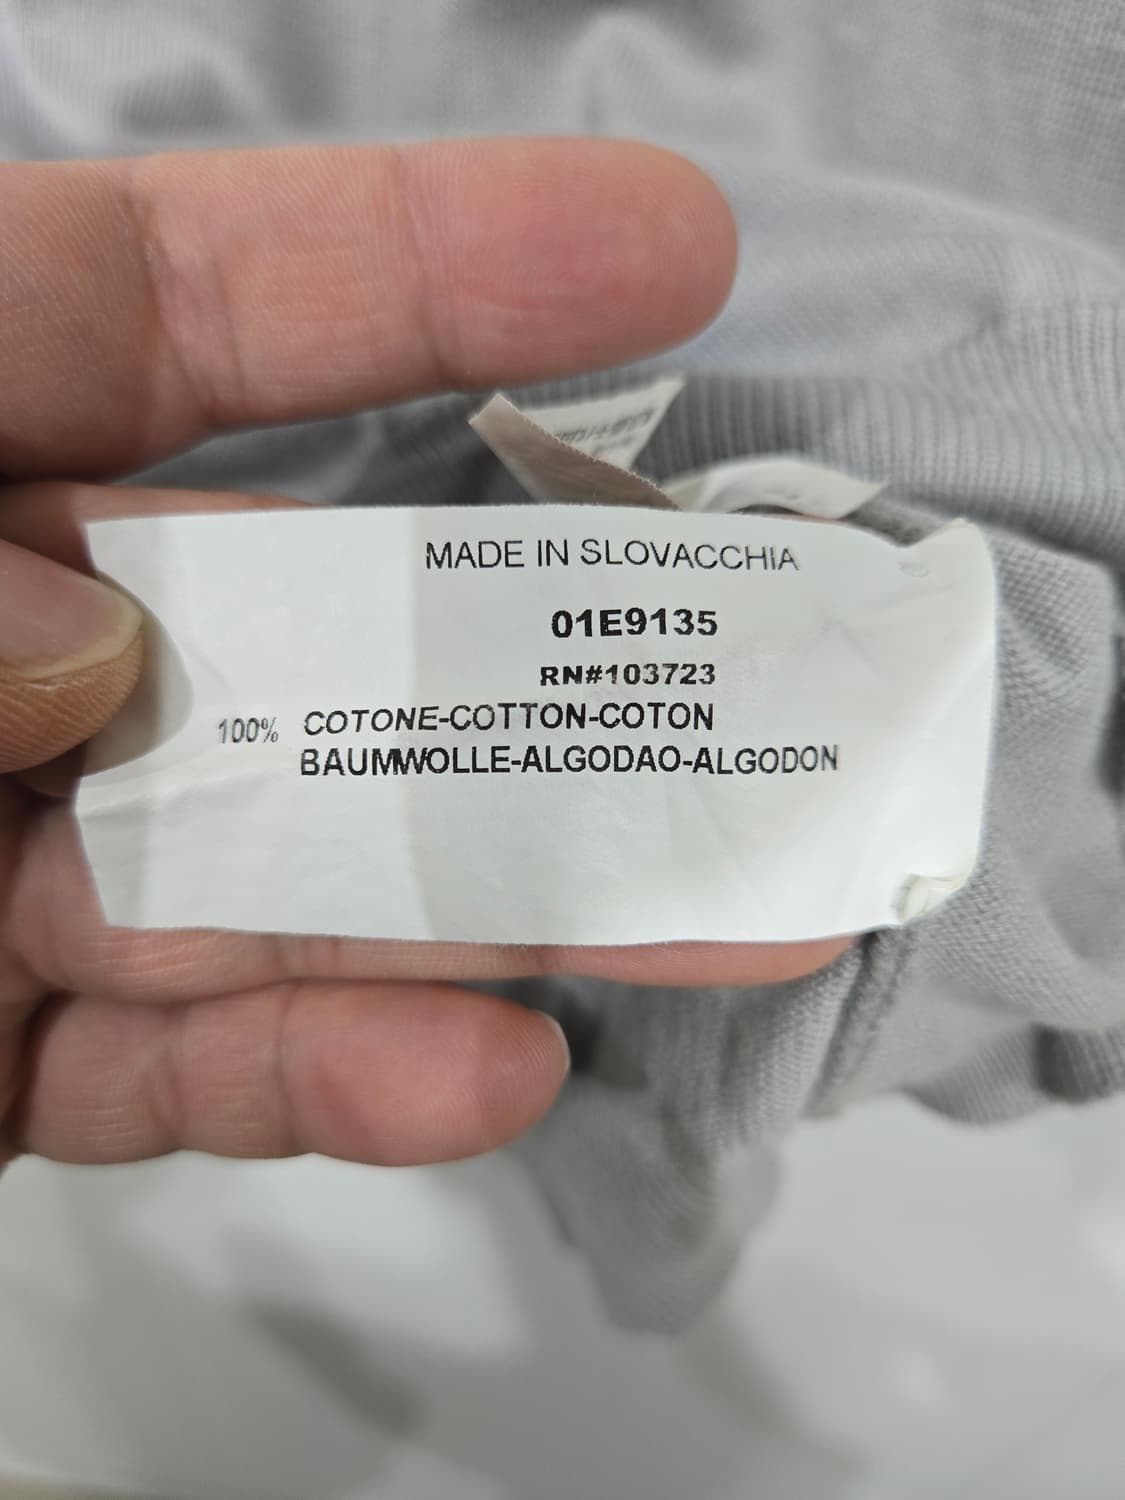 MADE IN SLOVACCHIA
01E9135
RN#103723
100% COTONE-COTTON-COTON
BAUMWOLLE-ALGODAO-ALGODON